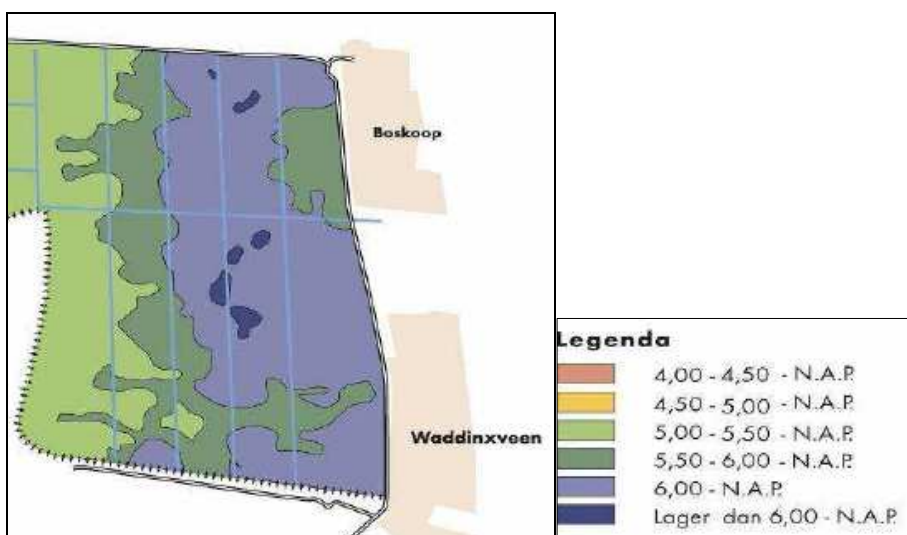 Boskoop
Waddinxveen
Legenda
4,00 - 4,50 - N.A.P.
4,50 - 5,00 - N.A.P.
5,00 - 5,50 - N.A.P.
5,50 - 6,00 - N.A.P.
6,00 - N.A.P.
Lager dan 6,00 - N.A.P.